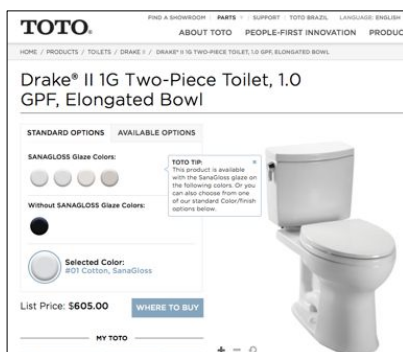 FIND A SHOWROOM | PARTS | SUPPORT | TOTO BRAZIL LANGUAGE: ENGLISH
TOTO.
ABOUT TOTO PEOPLE-FIRST INNOVATION PRODUC
HOME / PRODUCTS / TOILETS / DRAKE II / DRAKE® II 1G TWO-PIECE TOILET, 1.0 GPF, ELONGATED BOWL
Drake® II 1G Two-Piece Toilet, 1.0
GPF, Elongated Bowl
STANDARD OPTIONS AVAILABLE OPTIONS
SANAGLOSS Glaze Colors:
TOTO TIP:
This product is available
with the SanaGloss glaze on
the following colors. Or you
can also choose from one
of our standard Color/finish
options below.
Without SANAGLOSS Glaze Colors:
Selected Color:
#01 Cotton, SanaGloss
List Price: $605.00 WHERE TO BUY
MY TOTO